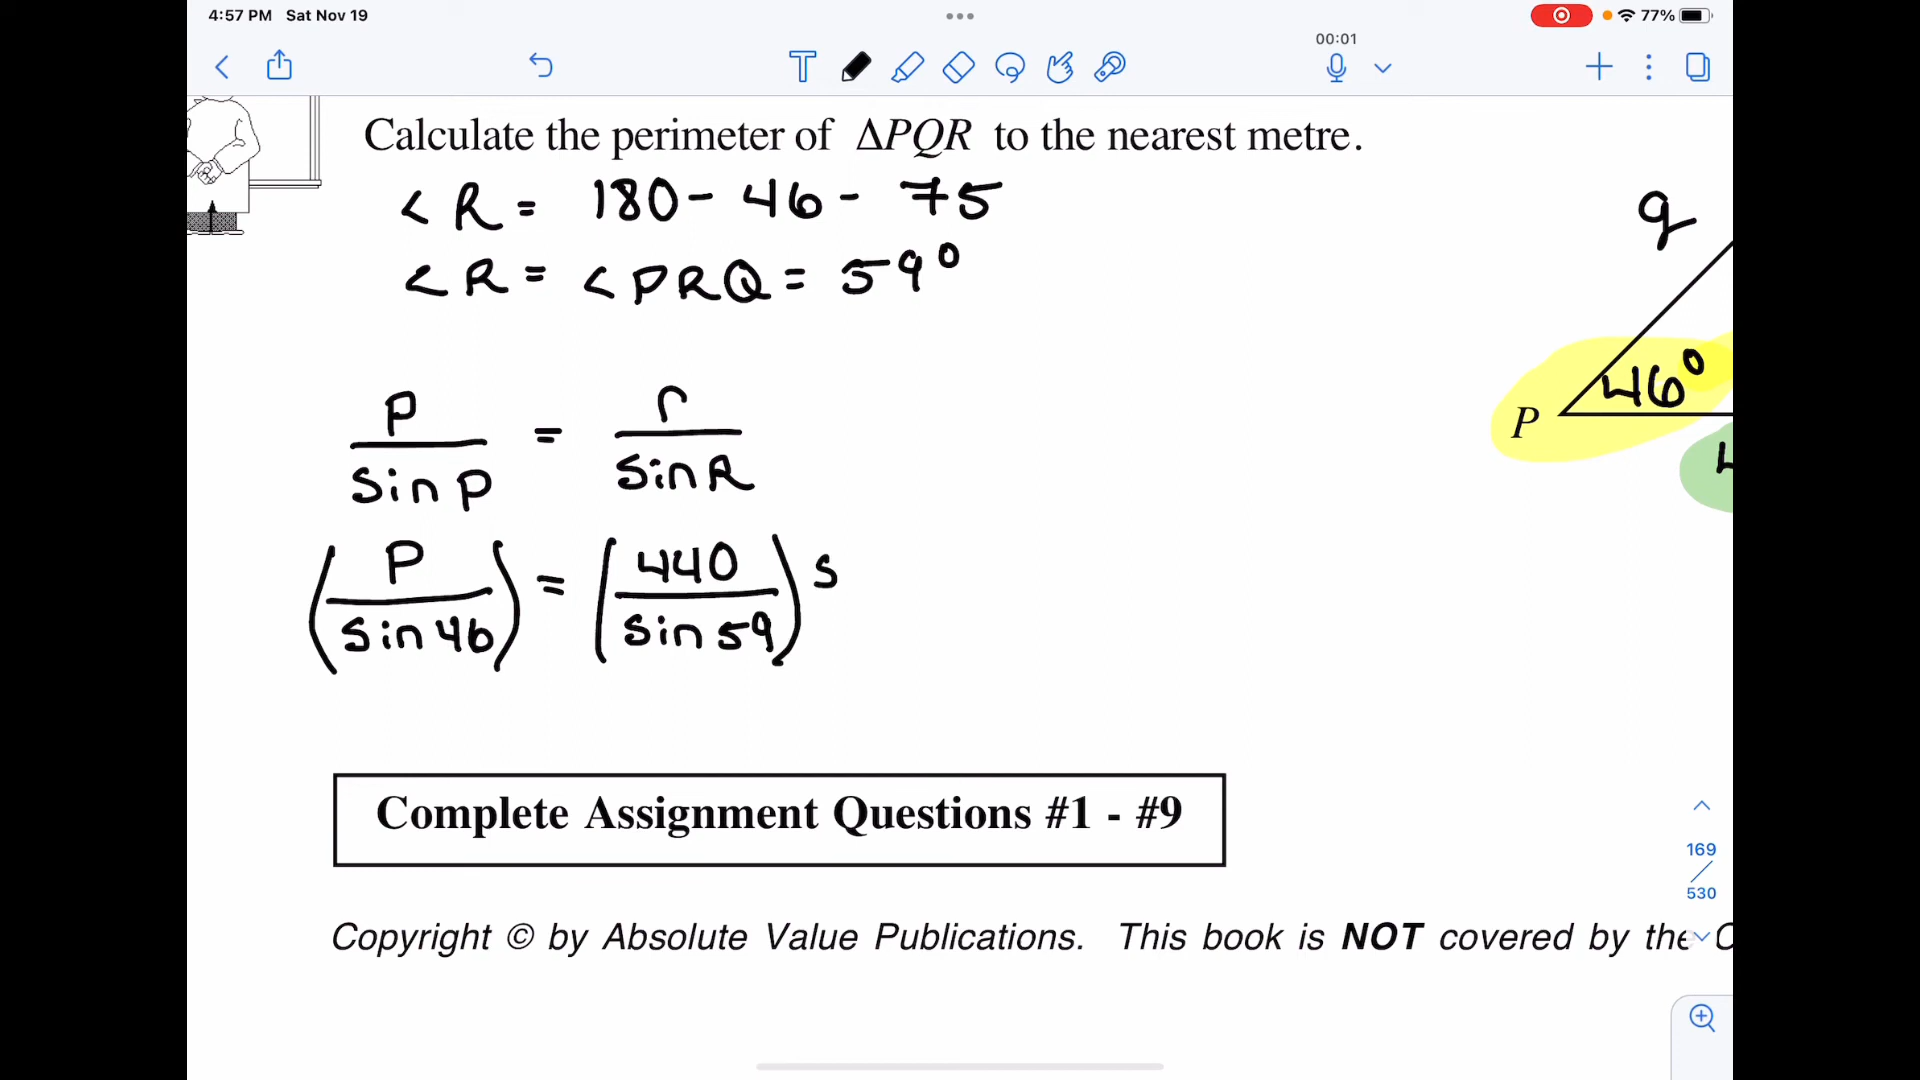 4:57 PM Sat Nov 19
77%
T
00:01
Calculate the perimeter of ΔPQR to the nearest metre.
<R = 180 - 46 - 75
<R = <PRQ = 59°
q
46°
P
4
p / sin P = r / sin R
(P / sin 46) = (440 / sin 59) s
Complete Assignment Questions #1 - #9
169 / 530
Copyright © by Absolute Value Publications. This book is NOT covered by the C